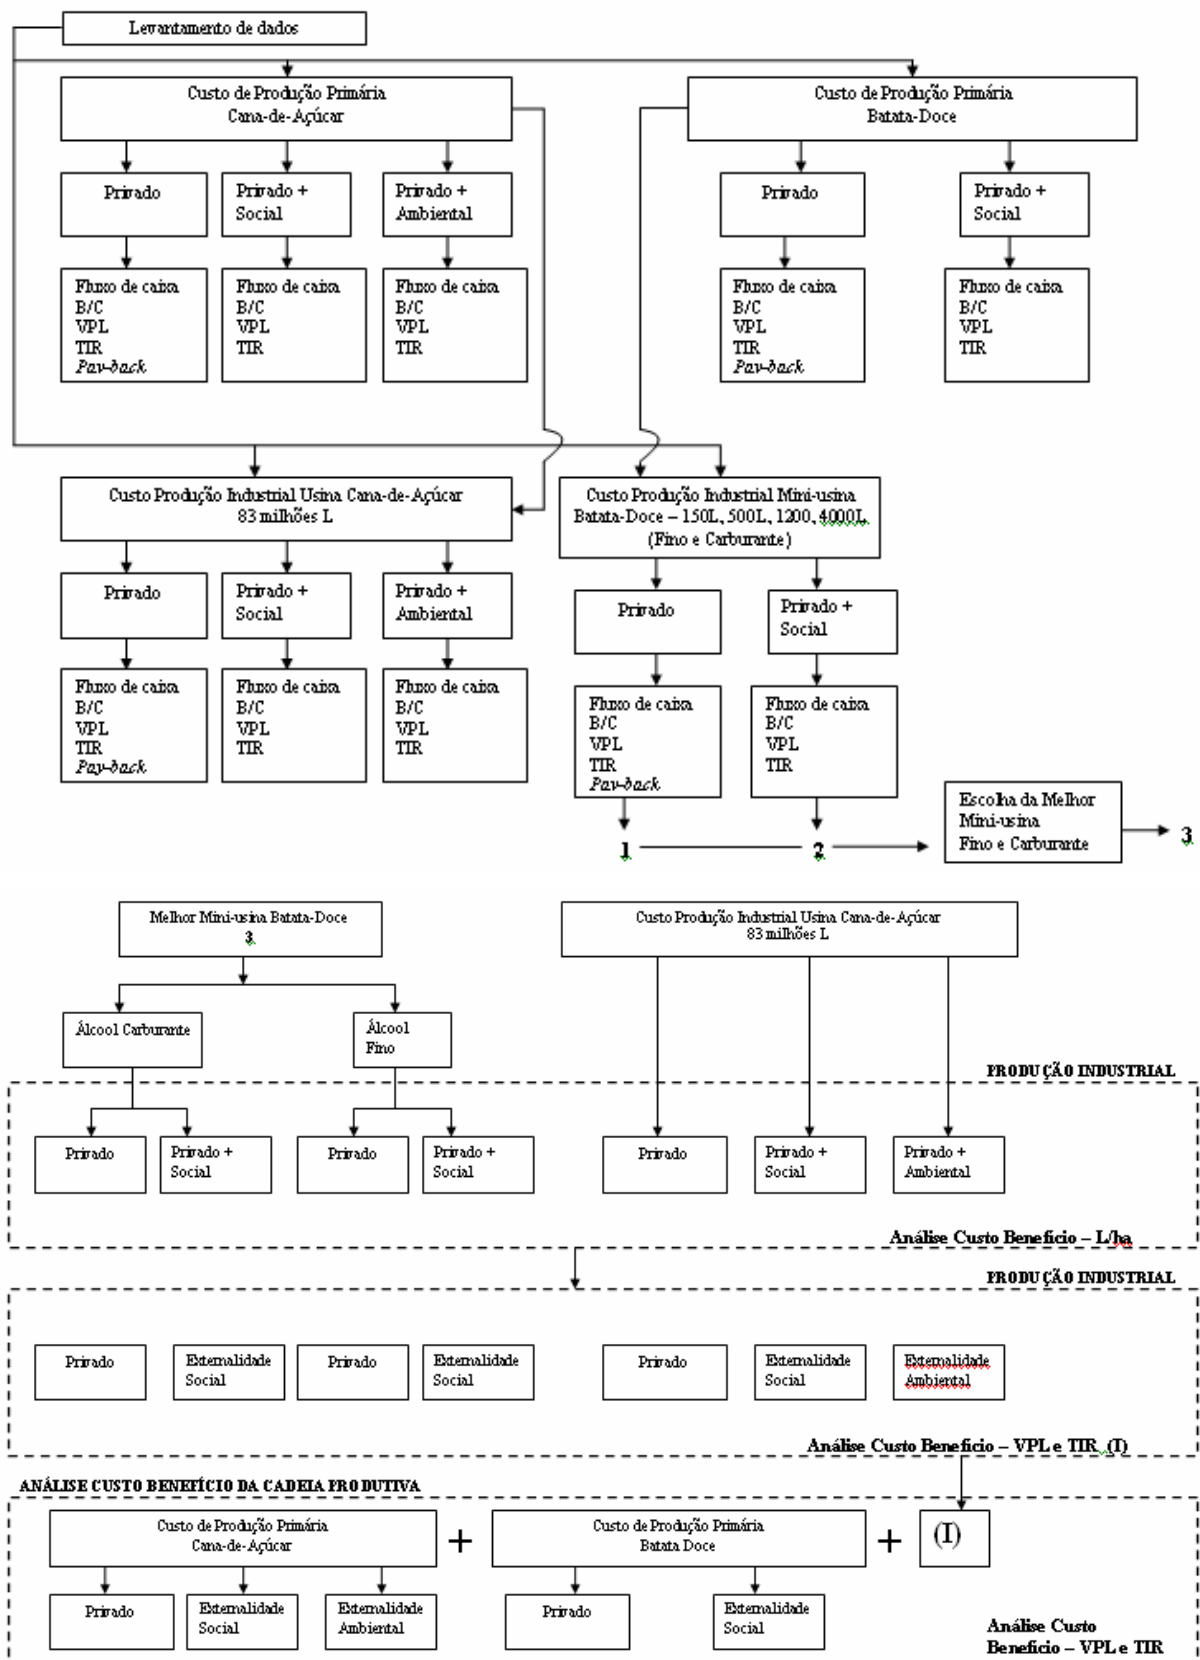 Levantamento de dados
Custo de Produção Primária
Cana-de-Açúcar
Custo de Produção Primária
Batata-Doce
Privado
Privado +
Social
Privado +
Ambiental
Privado
Privado +
Social
Fluxo de caixa
B/C
VPL
TIR
Pay-back
Fluxo de caixa
B/C
VPL
TIR
Fluxo de caixa
B/C
VPL
TIR
Fluxo de caixa
B/C
VPL
TIR
Pay-back
Fluxo de caixa
B/C
VPL
TIR
Custo Produção Industrial Usina Cana-de-Açúcar
83 milhões L
Custo Produção Industrial Mini-usina
Batata-Doce – 150L, 500L, 1200, 4000L
(Fino e Carburante)
Privado
Privado +
Social
Privado +
Ambiental
Privado
Privado +
Social
Fluxo de caixa
B/C
VPL
TIR
Pay-back
Fluxo de caixa
B/C
VPL
TIR
Fluxo de caixa
B/C
VPL
TIR
Fluxo de caixa
B/C
VPL
TIR
Pay-back
Fluxo de caixa
B/C
VPL
TIR
1
2
Escolha da Melhor
Mini-usina
Fino e Carburante
3
Melhor Mini-usina Batata-Doce
3
Custo Produção Industrial Usina Cana-de-Açúcar
83 milhões L
Álcool Carburante
Álcool
Fino
PRODUÇÃO INDUSTRIAL
Privado
Privado +
Social
Privado
Privado +
Social
Privado
Privado +
Social
Privado +
Ambiental
Análise Custo Benefício – L/ha
PRODUÇÃO INDUSTRIAL
Privado
Externalidade
Social
Privado
Externalidade
Social
Privado
Externalidade
Social
Externalidade
Ambiental
Análise Custo Benefício – VPL e TIR (I)
ANÁLISE CUSTO BENEFÍCIO DA CADEIA PRODUTIVA
Custo de Produção Primária
Cana-de-Açúcar
+
Custo de Produção Primária
Batata Doce
+
(I)
Privado
Externalidade
Social
Externalidade
Ambiental
Privado
Externalidade
Social
Análise Custo
Benefício – VPL e TIR